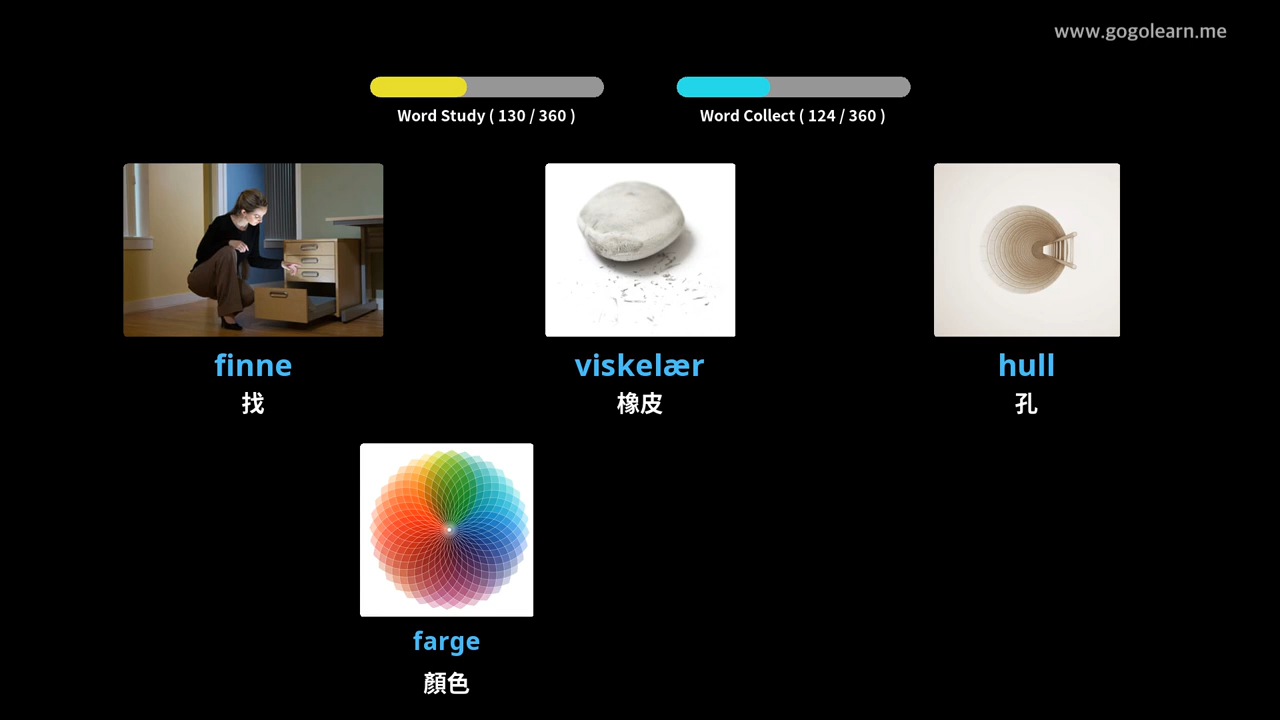 www.gogolearn.me
Word Study ( 130 / 360 )
Word Collect ( 124 / 360 )
finne
viskelær
hull
找
橡皮
孔
farge
顏色